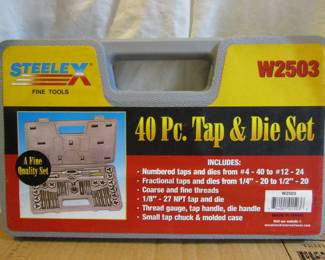 STEELEX
FINE TOOLS
W2503
40 Pc. Tap & Die Set
A Fine
Quality Set
INCLUDES:
• Numbered taps and dies from #4 - 40 to #12 - 24
• Fractional taps and dies from 1/4" - 20 to 1/2" - 20
• Coarse and fine threads
• 1/8" - 27 NPT tap and die
• Thread gauge, tap handle, die handle
• Small tap chuck & molded case
W2503